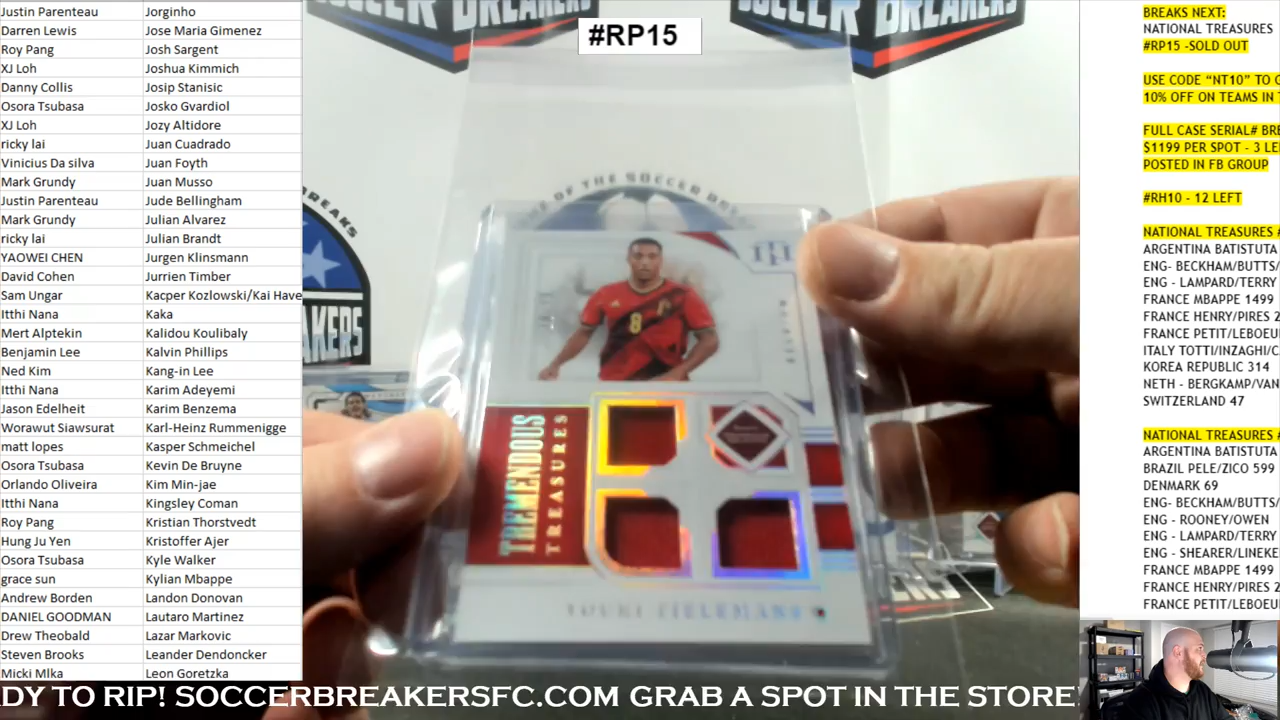 Justin Parenteau Jorginho
Darren Lewis Jose Maria Gimenez
Roy Pang Josh Sargent
XJ Loh Joshua Kimmich
Danny Collis Josip Stanisic
Osora Tsubasa Josko Gvardiol
XJ Loh Jozy Altidore
ricky lai Juan Cuadrado
Vinicius Da silva Juan Foyth
Mark Grundy Juan Musso
Justin Parenteau Jude Bellingham
Mark Grundy Julian Alvarez
ricky lai Julian Brandt
YAOWEI CHEN Jurgen Klinsmann
David Cohen Jurrien Timber
Sam Ungar Kacper Kozlowski/Kai Have
Itthi Nana Kaka
Mert Alptekin Kalidou Koulibaly
Benjamin Lee Kalvin Phillips
Ned Kim Kang-in Lee
Itthi Nana Karim Adeyemi
Jason Edelheit Karim Benzema
Worawut Siawsurat Karl-Heinz Rummenigge
matt lopes Kasper Schmeichel
Osora Tsubasa Kevin De Bruyne
Orlando Oliveira Kim Min-jae
Itthi Nana Kingsley Coman
Roy Pang Kristian Thorstvedt
Hung Ju Yen Kristoffer Ajer
Osora Tsubasa Kyle Walker
grace sun Kylian Mbappe
Andrew Borden Landon Donovan
DANIEL GOODMAN Lautaro Martinez
Drew Theobald Lazar Markovic
Steven Brooks Leander Dendoncker
Micki Mlka Leon Goretzka
SOCCER BREAKERS
#RP15
OF THE SOCCER
BREAKS
AKERS
8
TREMENDOUS
TREASURES
YOURI TIELEMANS
BREAKS NEXT:
NATIONAL TREASURES
#RP15 -SOLD OUT
USE CODE “NT10” TO G
10% OFF ON TEAMS IN
FULL CASE SERIAL# BRE
$1199 PER SPOT - 3 LE
POSTED IN FB GROUP
#RH10 - 12 LEFT
NATIONAL TREASURES #
ARGENTINA BATISTUTA
ENG- BECKHAM/BUTTS/
ENG - LAMPARD/TERRY
FRANCE MBAPPE 1499
FRANCE HENRY/PIRES 2
FRANCE PETIT/LEBOEU
ITALY TOTTI/INZAGHI/C
KOREA REPUBLIC 314
NETH - BERGKAMP/VAN
SWITZERLAND 47
NATIONAL TREASURES #
ARGENTINA BATISTUTA
BRAZIL PELE/ZICO 599
DENMARK 69
ENG- BECKHAM/BUTTS/
ENG - ROONEY/OWEN
ENG - LAMPARD/TERRY
ENG - SHEARER/LINEKE
FRANCE MBAPPE 1499
FRANCE HENRY/PIRES 2
FRANCE PETIT/LEBOEU
DY TO RIP! SOCCERBREAKERSFC.COM GRAB A SPOT IN THE STORE